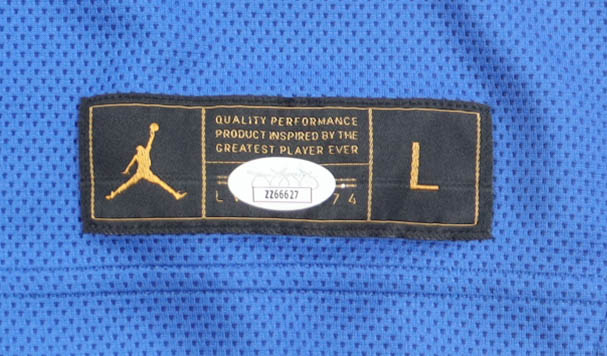 QUALITY PERFORMANCE
PRODUCT INSPIRED BY THE
GREATEST PLAYER EVER
ZZ66627
L